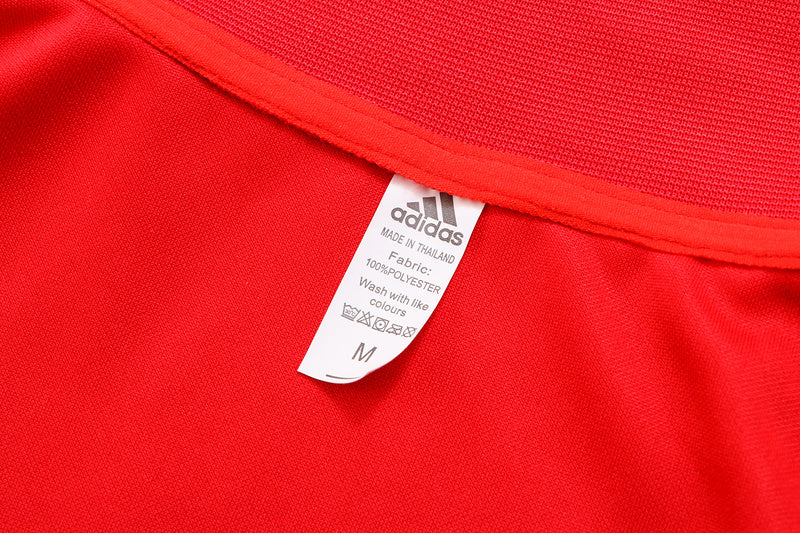 adidas
MADE IN THAILAND
Fabric:
100%POLYESTER
Wash with like
colours
M